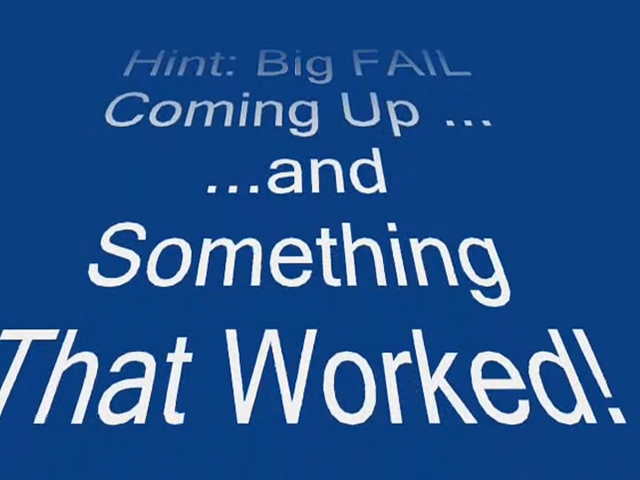 Hint: Big FAIL
Coming Up ...
...and
Something
That Worked!